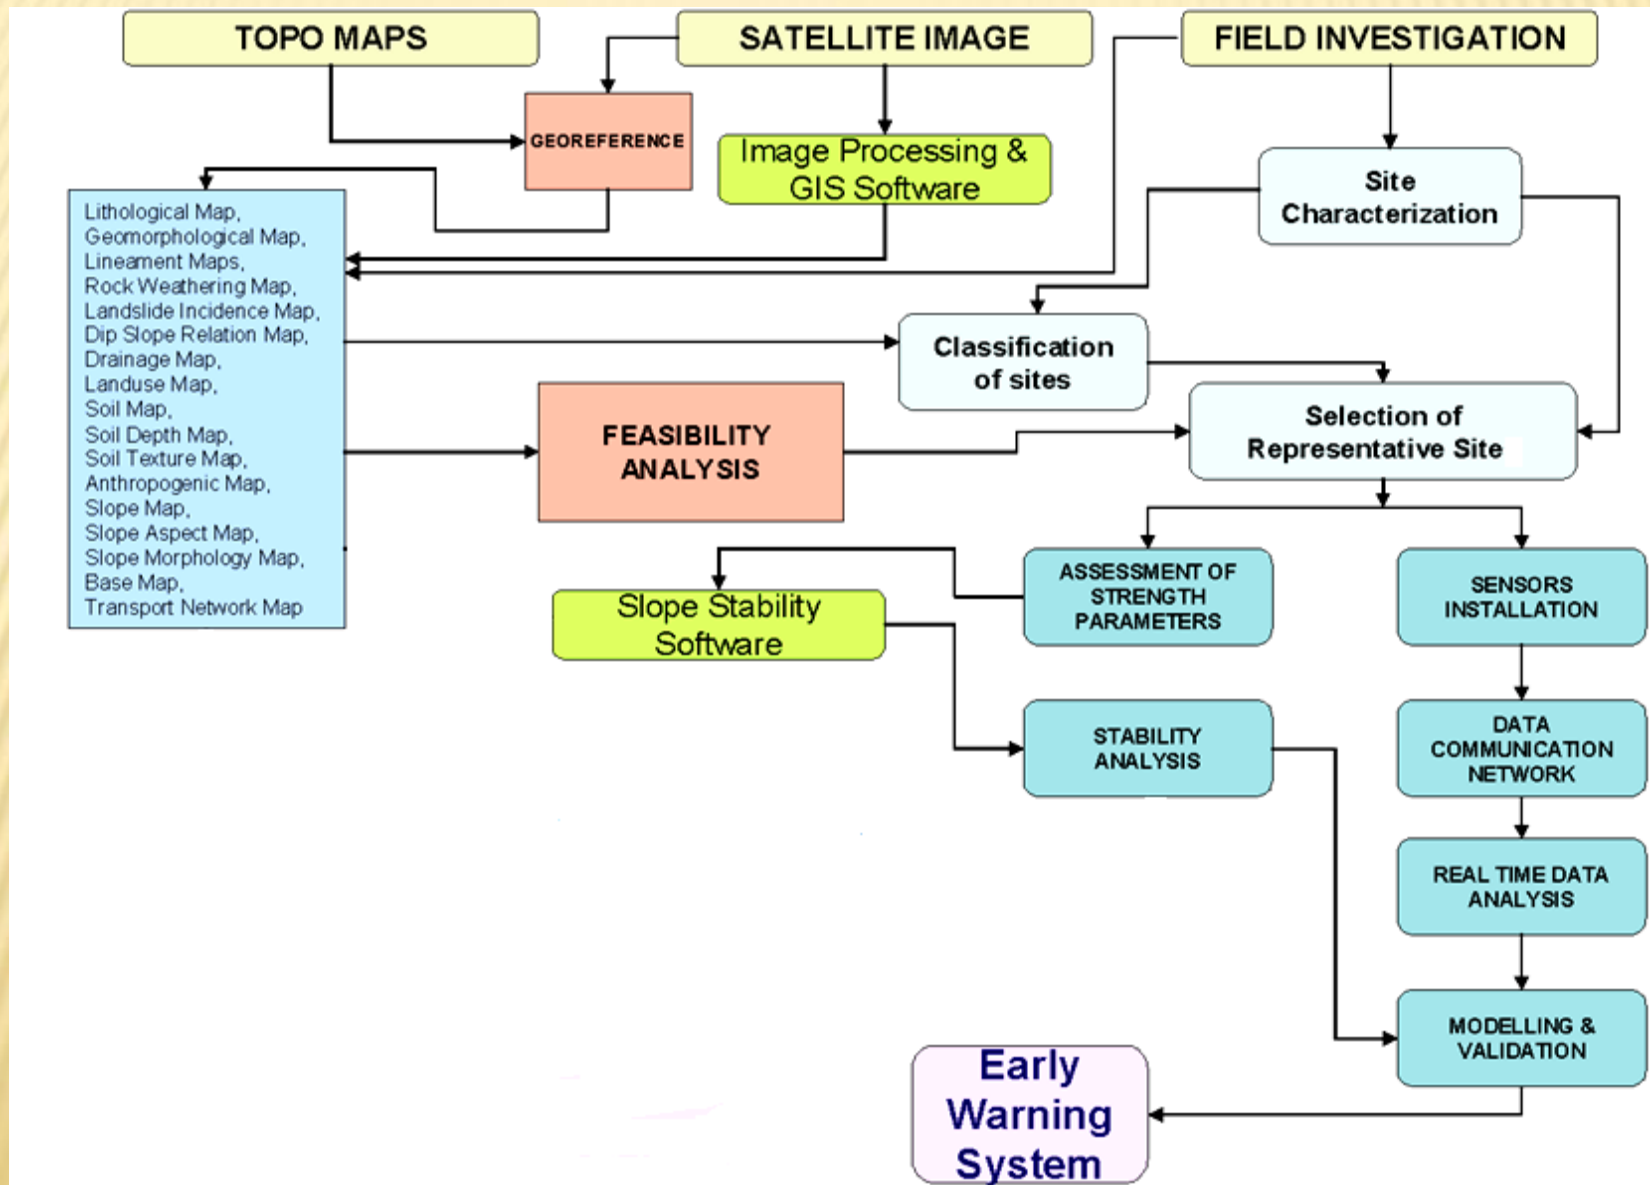 TOPO MAPS
SATELLITE IMAGE
FIELD INVESTIGATION
GEOREFERENCE
Image Processing &
GIS Software
Site
Characterization
Lithological Map,
Geomorphological Map,
Lineament Maps,
Rock Weathering Map,
Landslide Incidence Map,
Dip Slope Relation Map,
Drainage Map,
Landuse Map,
Soil Map,
Soil Depth Map,
Soil Texture Map,
Anthropogenic Map,
Slope Map,
Slope Aspect Map,
Slope Morphology Map,
Base Map,
Transport Network Map
Classification
of sites
FEASIBILITY
ANALYSIS
Selection of
Representative Site
Slope Stability
Software
ASSESSMENT OF
STRENGTH
PARAMETERS
SENSORS
INSTALLATION
STABILITY
ANALYSIS
DATA
COMMUNICATION
NETWORK
REAL TIME DATA
ANALYSIS
MODELLING &
VALIDATION
Early
Warning
System